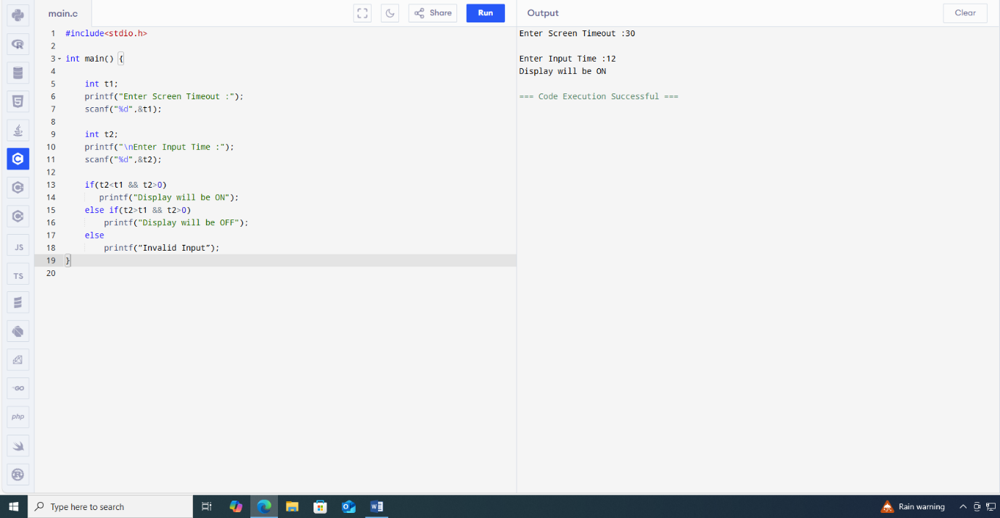 main.c
Share
Run
Output
Clear
1 #include<stdio.h>
2
3 int main() {
4
5 int t1;
6 printf("Enter Screen Timeout :");
7 scanf("%d",&t1);
8
9 int t2;
10 printf("\nEnter Input Time :");
11 scanf("%d",&t2);
12
13 if(t2<t1 && t2>0)
14 printf("Display will be ON");
15 else if(t2>t1 && t2>0)
16 printf("Display will be OFF");
17 else
18 printf(“Invalid Input”);
19 }
20
Enter Screen Timeout :30
Enter Input Time :12
Display will be ON
=== Code Execution Successful ===
JS
TS
GO
php
Type here to search
Rain warning